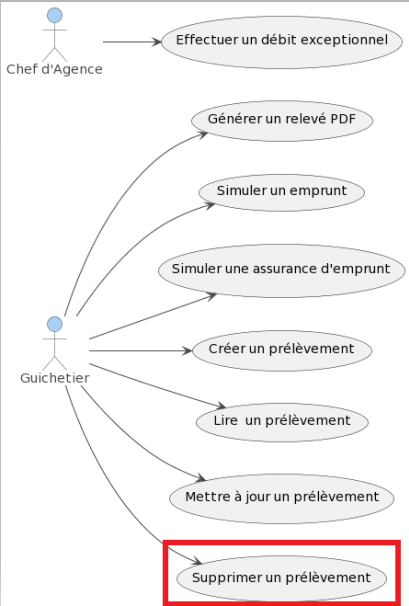 Effectuer un débit exceptionnel
Chef d'Agence
Générer un relevé PDF
Simuler un emprunt
Simuler une assurance d'emprunt
Créer un prélèvement
Guichetier
Lire un prélèvement
Mettre à jour un prélèvement
Supprimer un prélèvement